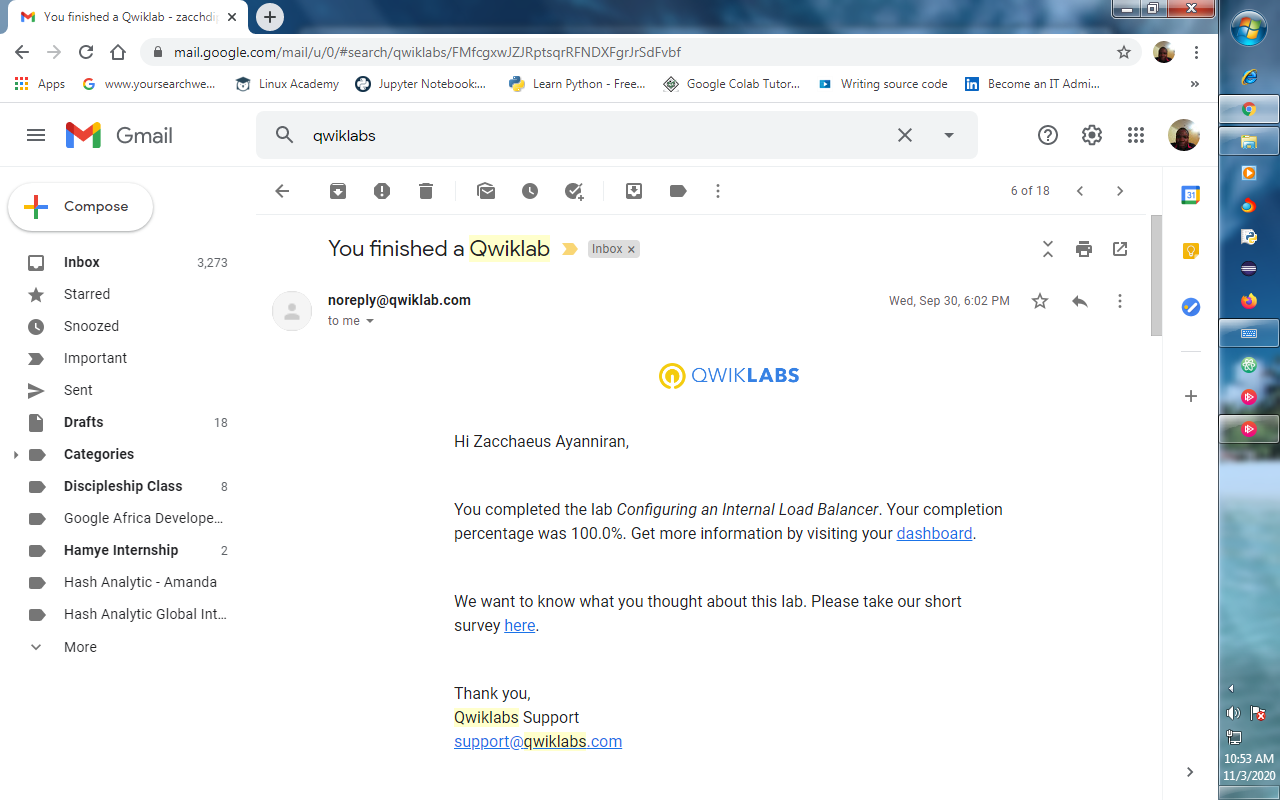 You finished a Qwiklab - zacchdi
mail.google.com/mail/u/0/#search/qwiklabs/FMfcgxwJZJRptsqrRFNDXFgrJrSdFvbf
Apps
www.yoursearchwe...
Linux Academy
Jupyter Notebook:...
Learn Python - Free...
Google Colab Tutor...
Writing source code
Become an IT Admi...
»
Gmail
qwiklabs
Compose
6 of 18
31
You finished a Qwiklab
Inbox x
Inbox 3,273
Starred
Snoozed
Important
Sent
Drafts 18
Categories
Discipleship Class 8
Google Africa Develope...
Hamye Internship 2
Hash Analytic - Amanda
Hash Analytic Global Int...
More
noreply@qwiklab.com
Wed, Sep 30, 6:02 PM
to me
QWIKLABS
Hi Zacchaeus Ayanniran,
You completed the lab Configuring an Internal Load Balancer. Your completion
percentage was 100.0%. Get more information by visiting your dashboard.
We want to know what you thought about this lab. Please take our short
survey here.
Thank you,
Qwiklabs Support
support@qwiklabs.com
10:53 AM
11/3/2020